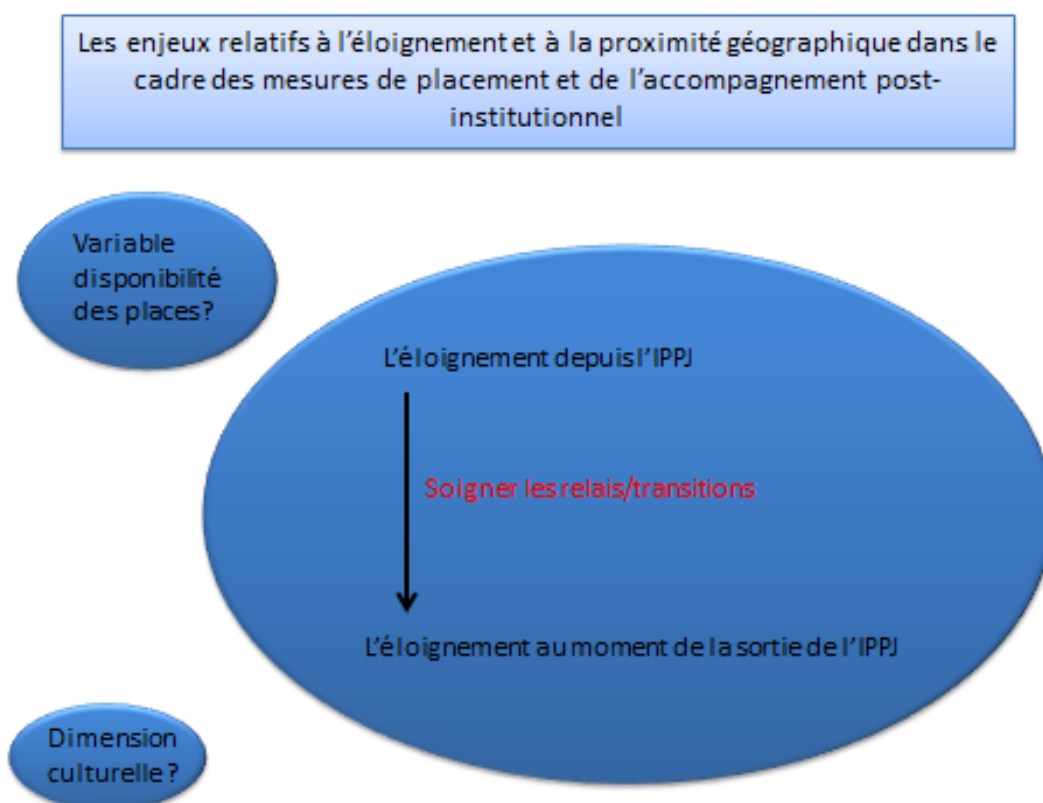 Les enjeux relatifs à l'éloignement et à la proximité géographique dans le
cadre des mesures de placement et de l'accompagnement post-
institutionnel
Variable
disponibilité
des places?
L'éloignement depuis l'IPPJ
Soigner les relais/transitions
L'éloignement au moment de la sortie de l'IPPJ
Dimension
culturelle?